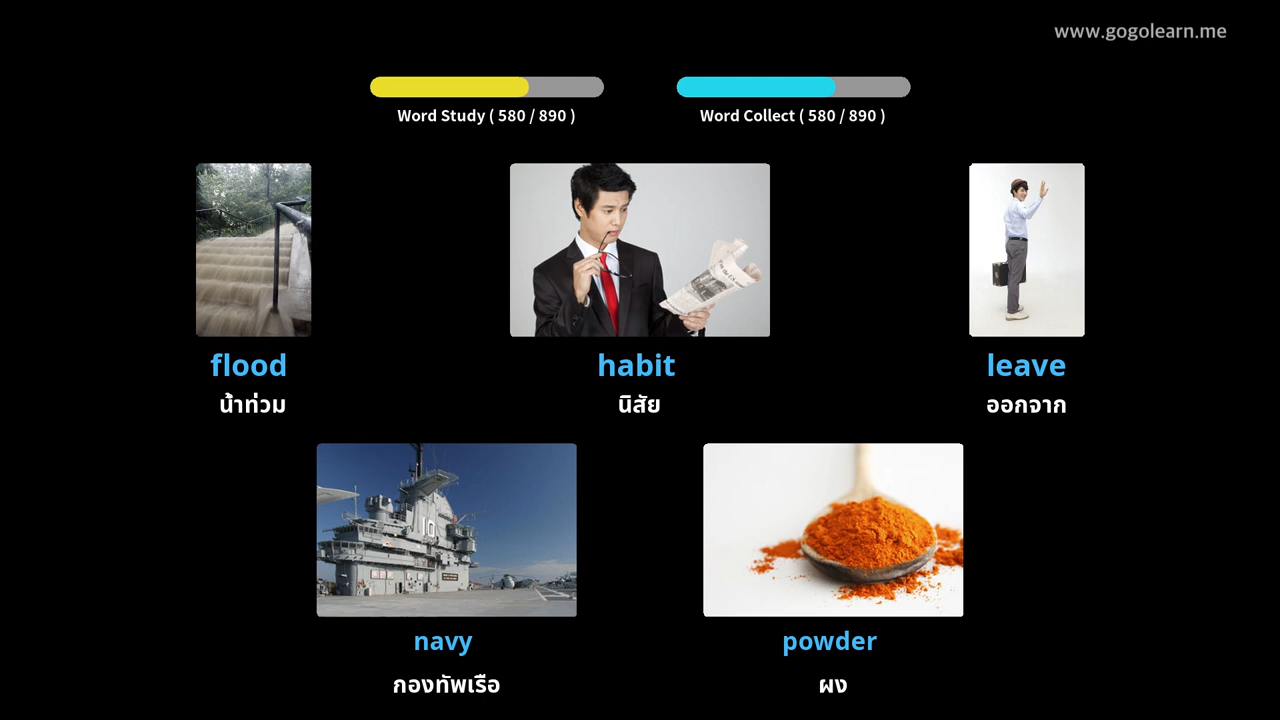 www.gogolearn.me
Word Study ( 580 / 890 )
Word Collect ( 580 / 890 )
flood
น้ำท่วม
habit
นิสัย
leave
ออกจาก
10
navy
กองทัพเรือ
powder
ผง